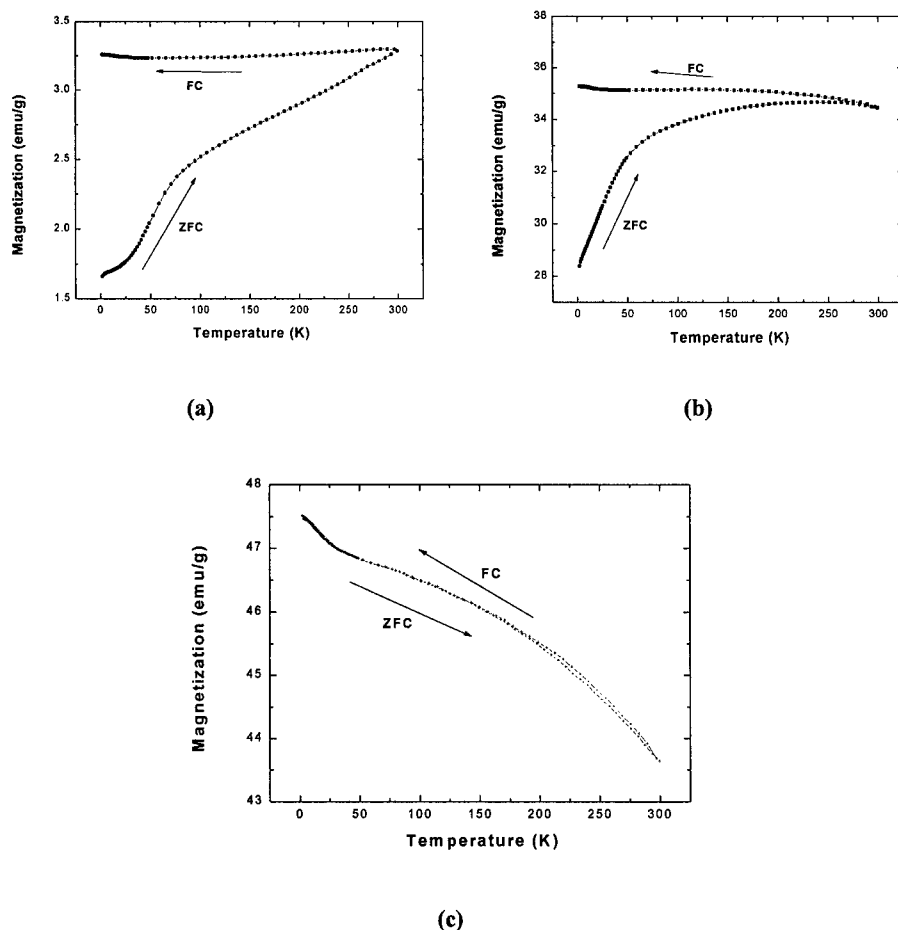 3.5
3.0
2.5
2.0
1.5
Magnetization (emu/g)
FC
ZFC
0 50 100 150 200 250 300
Temperature (K)
(a)
38
36
34
32
30
28
Magnetization (emu/g)
FC
ZFC
0 50 100 150 200 250 300
Temperature (K)
(b)
48
47
46
45
44
43
Magnetization (emu/g)
FC
ZFC
0 50 100 150 200 250 300
Temperature (K)
(c)